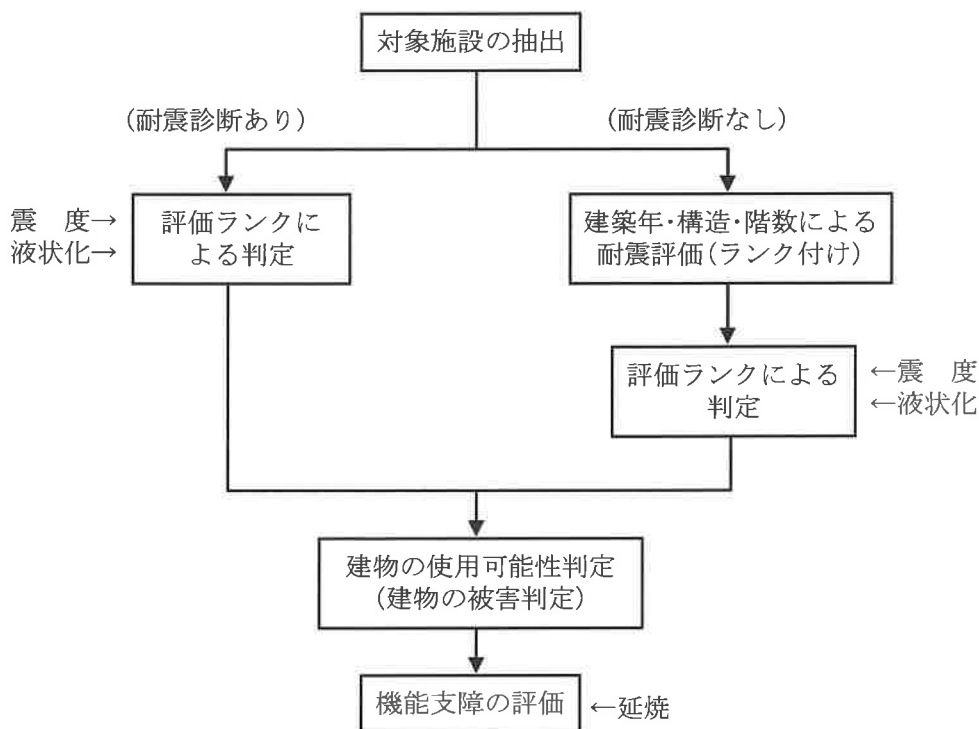 対象施設の抽出
(耐震診断あり)
(耐震診断なし)
震　度→
液状化→
評価ランクに
よる判定
建築年・構造・階数による
耐震評価(ランク付け)
評価ランクによる
判定
←震　度
←液状化
建物の使用可能性判定
(建物の被害判定)
機能支障の評価
←延焼